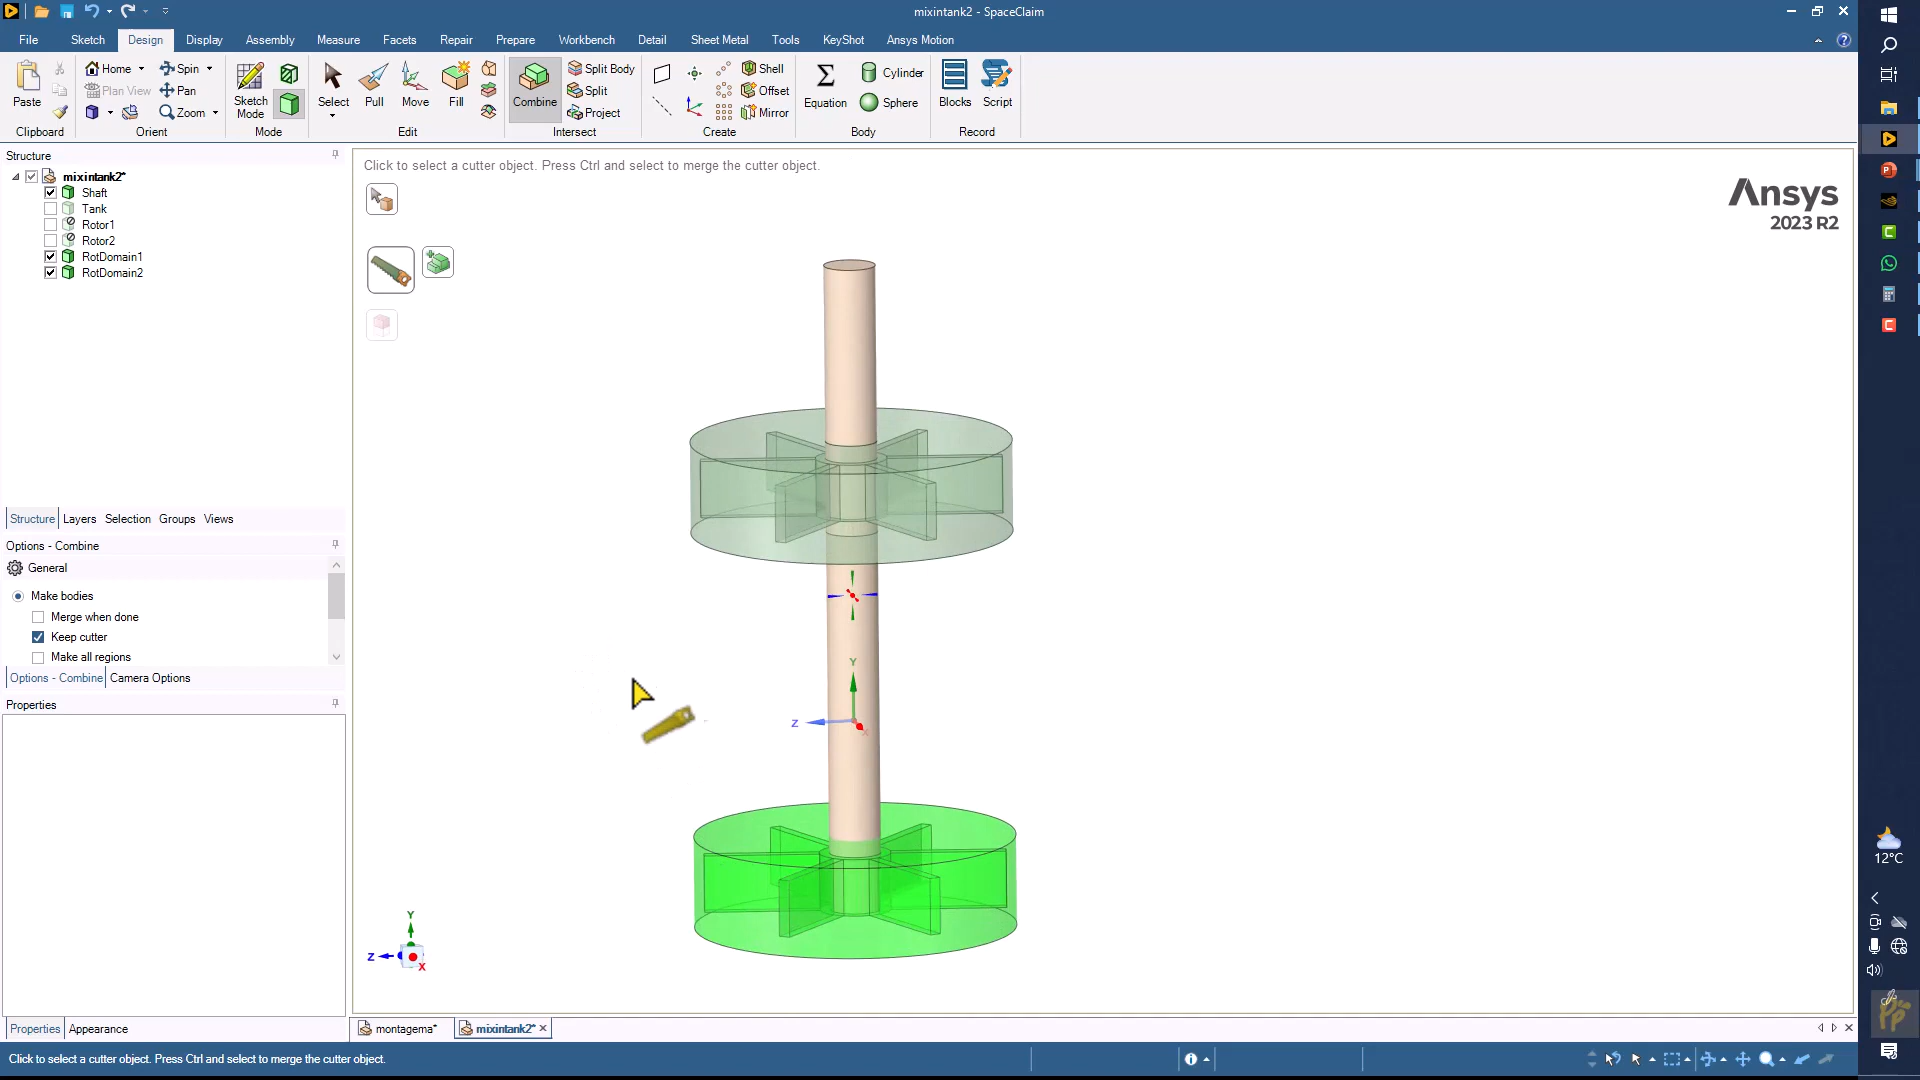 mixintank2 - SpaceClaim
File Sketch Design Display Assembly Measure Facets Repair Prepare Workbench Detail Sheet Metal Tools KeyShot Ansys Motion
Paste
Clipboard
Home
Plan View
Spin
Pan
Zoom
Orient
Sketch
Mode
Mode
Select
Pull
Move
Fill
Edit
Combine
Split Body
Split
Project
Intersect
Shell
Offset
Mirror
Create
Equation
Cylinder
Sphere
Body
Blocks
Script
Record
Structure
mixintank2*
Shaft
Tank
Rotor1
Rotor2
RotDomain1
RotDomain2
Structure Layers Selection Groups Views
Options - Combine
General
Make bodies
Merge when done
Keep cutter
Make all regions
Options - Combine Camera Options
Properties
Properties Appearance
Click to select a cutter object. Press Ctrl and select to merge the cutter object.
Ansys
2023 R2
Y
Z
X
Y
Z
X
montagema*
mixintank2*
Click to select a cutter object. Press Ctrl and select to merge the cutter object.
12°C